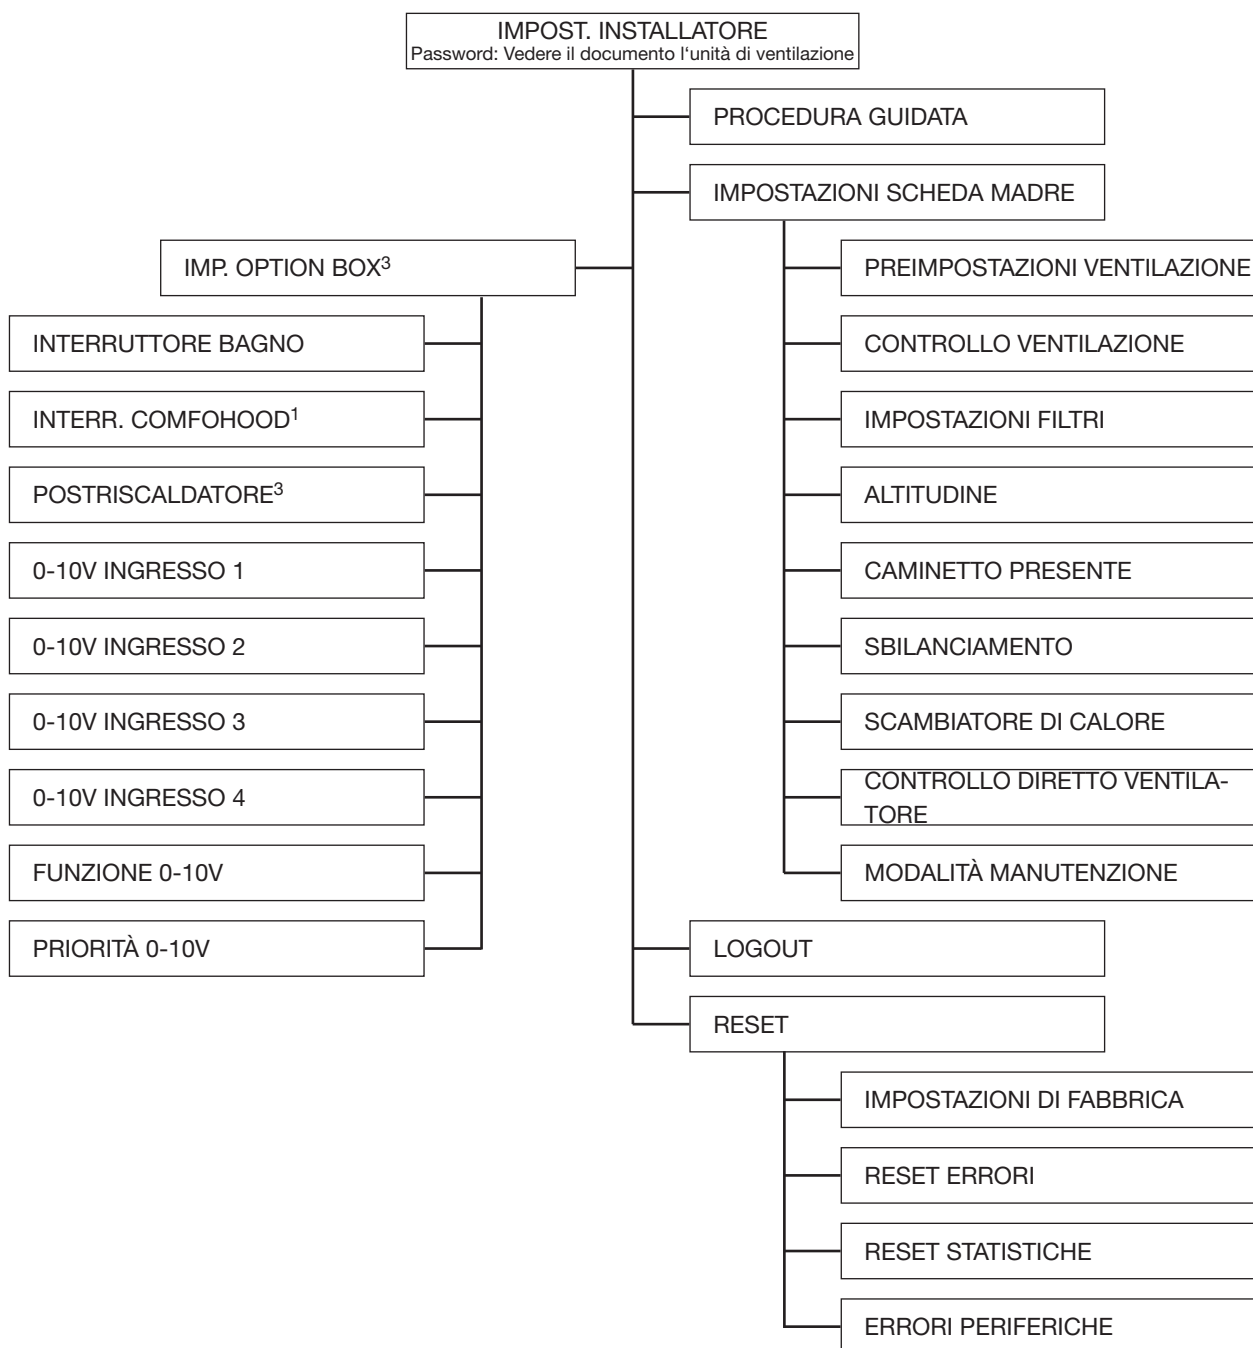 IMPOST. INSTALLATORE
Password: Vedere il documento l‘unità di ventilazione
PROCEDURA GUIDATA
IMPOSTAZIONI SCHEDA MADRE
IMP. OPTION BOX³
PREIMPOSTAZIONI VENTILAZIONE
INTERRUTTORE BAGNO
CONTROLLO VENTILAZIONE
INTERR. COMFOHOOD¹
IMPOSTAZIONI FILTRI
POSTRISCALDATORE³
ALTITUDINE
0-10V INGRESSO 1
CAMINETTO PRESENTE
0-10V INGRESSO 2
SBILANCIAMENTO
0-10V INGRESSO 3
SCAMBIATORE DI CALORE
0-10V INGRESSO 4
CONTROLLO DIRETTO VENTILA-
TORE
FUNZIONE 0-10V
MODALITÀ MANUTENZIONE
PRIORITÀ 0-10V
LOGOUT
RESET
IMPOSTAZIONI DI FABBRICA
RESET ERRORI
RESET STATISTICHE
ERRORI PERIFERICHE